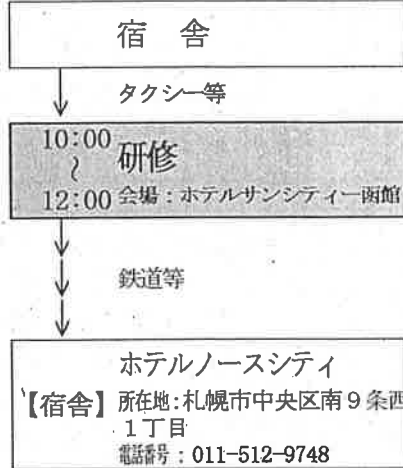 宿 舎
タクシー等
10:00
～
研修
12:00 会場：ホテルサンシティー函館
鉄道等
ホテルノースシティ
【宿舎】 所在地：札幌市中央区南９条西
１丁目
電話番号：011-512-9748